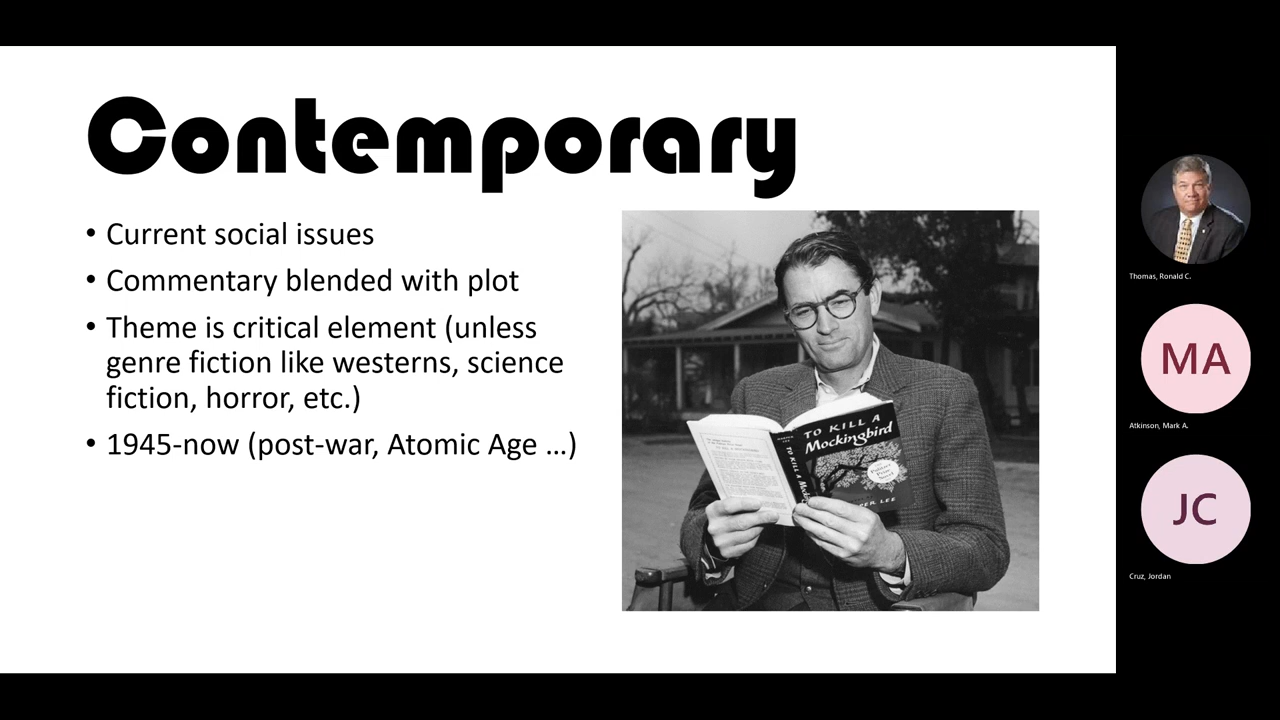 Contemporary
• Current social issues
• Commentary blended with plot
• Theme is critical element (unless
genre fiction like westerns, science
fiction, horror, etc.)
• 1945-now (post-war, Atomic Age ...)
TO KILL A
Mockingbird
TO KILL A
Thomas, Ronald C.
MA
Atkinson, Mark A.
JC
Cruz, Jordan